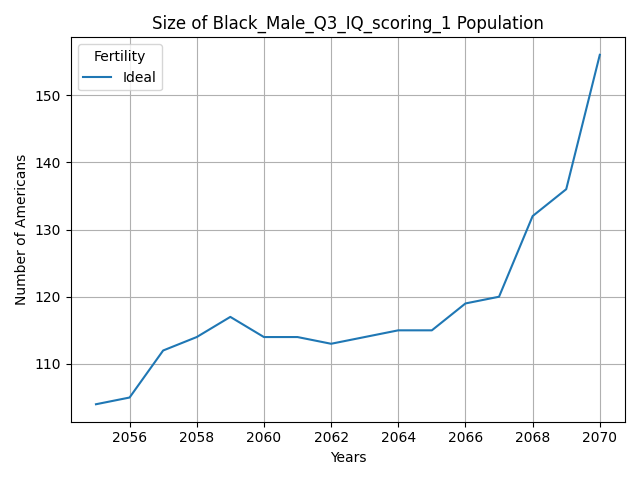 Size of Black_Male_Q3_IQ_scoring_1 Population
Fertility
Ideal
Number of Americans
150
140
130
120
110
2056 2058 2060 2062 2064 2066 2068 2070
Years